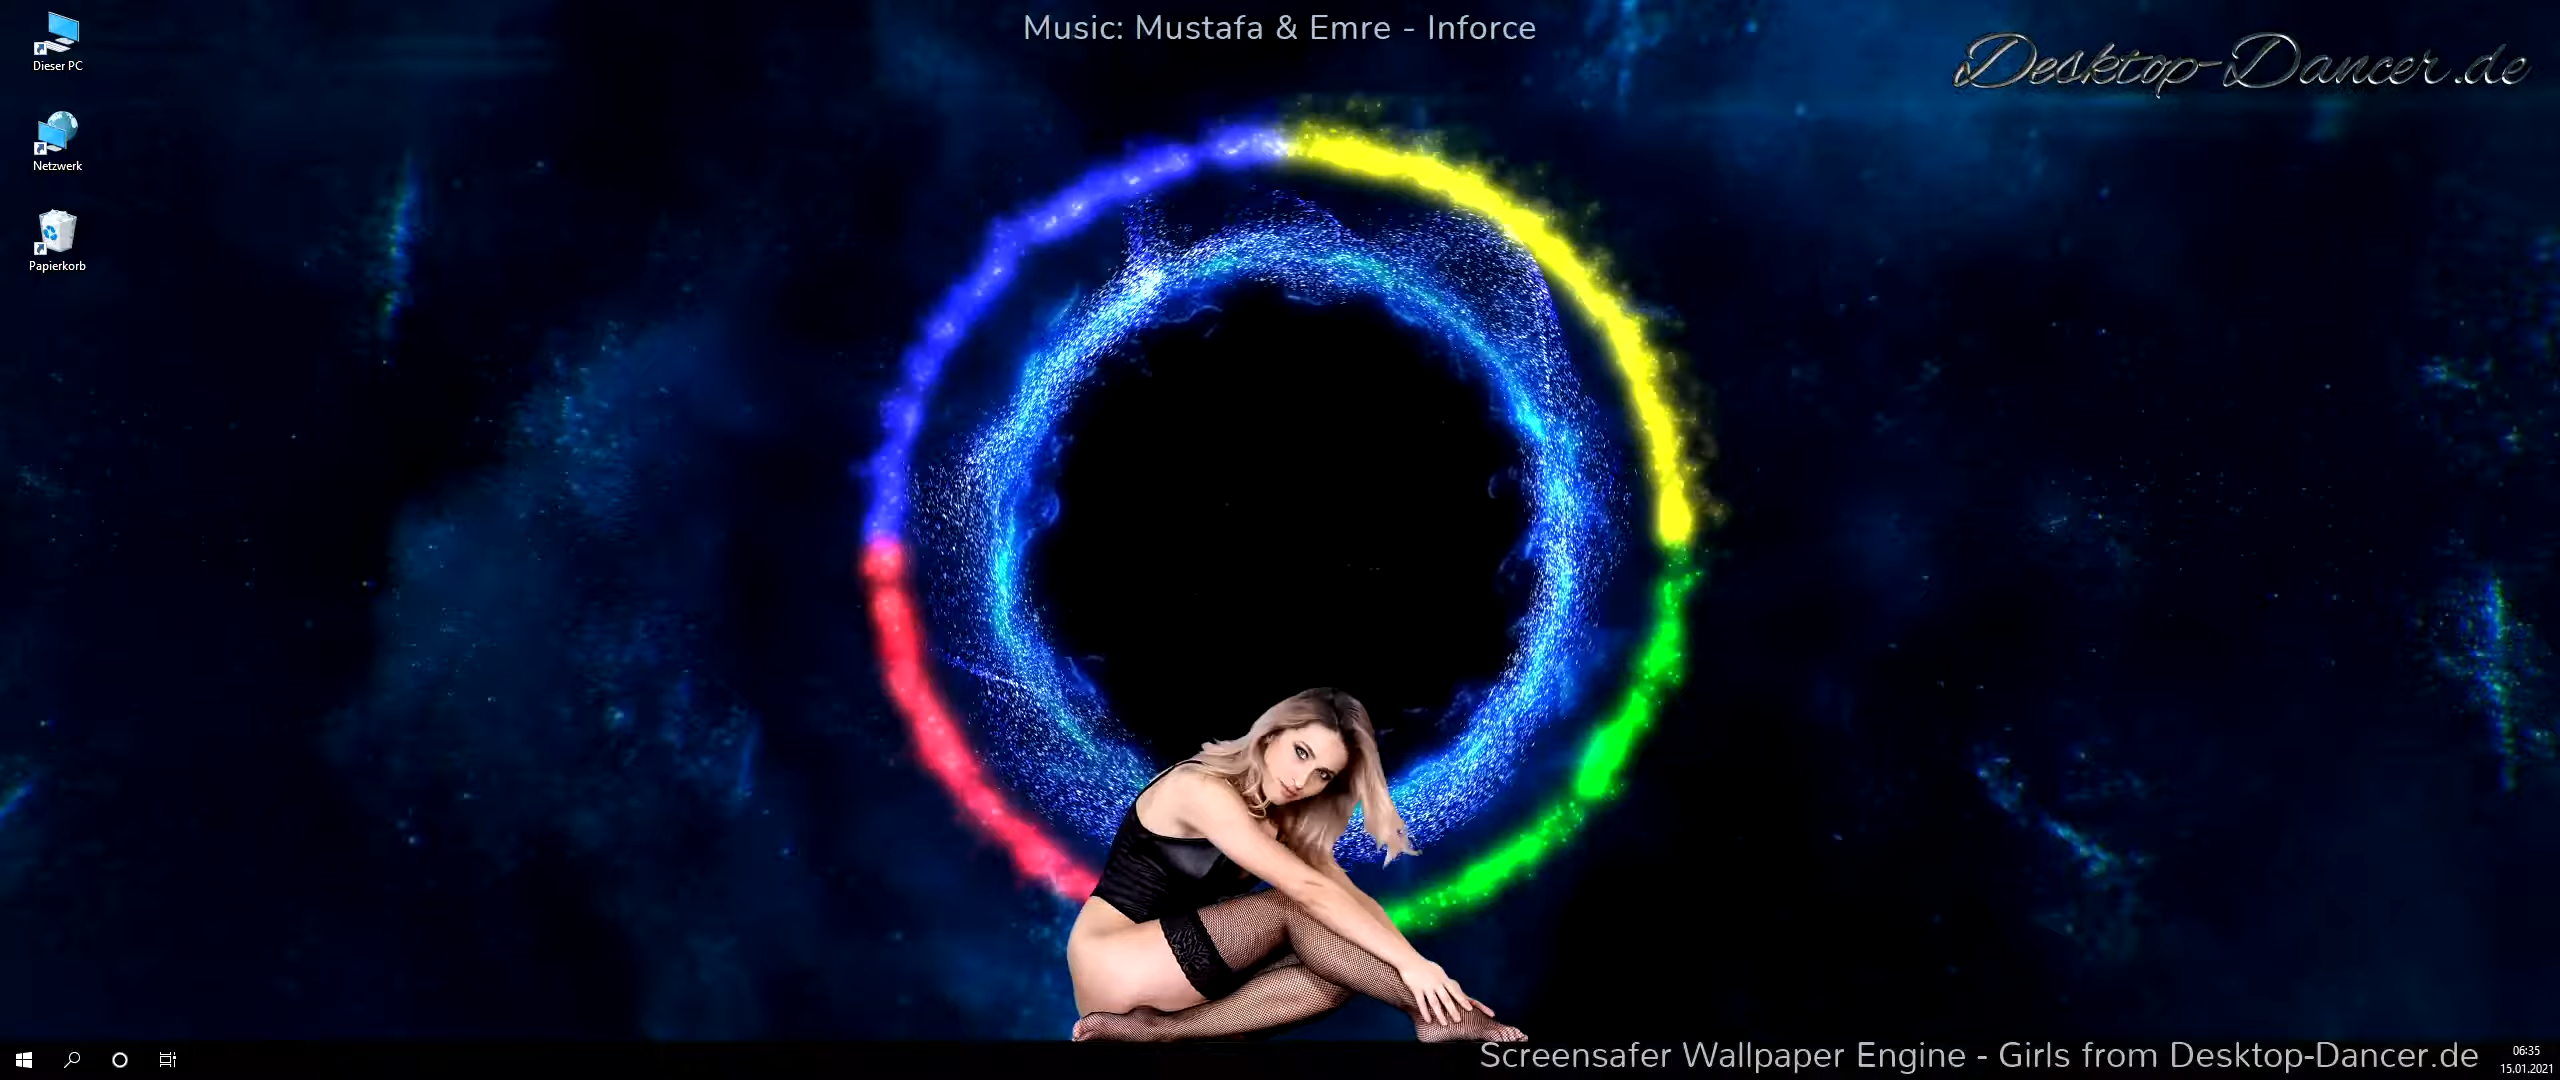 Music: Mustafa & Emre - Inforce
Desktop-Dancer.de
Dieser PC
Netzwerk
Papierkorb
Screensafer Wallpaper Engine - Girls from Desktop-Dancer.de
06:35
15.01.2021